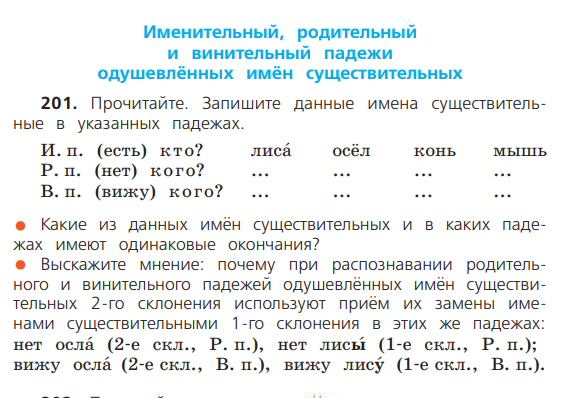 Именительный, родительный
и винительный падежи
одушевлённых имён существительных
201. Прочитайте. Запишите данные имена существитель-
ные в указанных падежах.
И. п. (есть) кто? лиса́ осёл конь мышь
Р. п. (нет) кого? ... ... ... ...
В. п. (вижу) кого? ... ... ... ...
● Какие из данных имён существительных и в каких паде-
жах имеют одинаковые окончания?
● Выскажите мнение: почему при распознавании родитель-
ного и винительного падежей одушевлённых имён существи-
тельных 2-го склонения используют приём их замены име-
нами существительными 1-го склонения в этих же падежах:
нет осла́ (2-е скл., Р. п.), нет лисы́ (1-е скл., Р. п.);
вижу осла́ (2-е скл., В. п.), вижу лису́ (1-е скл., В. п.).